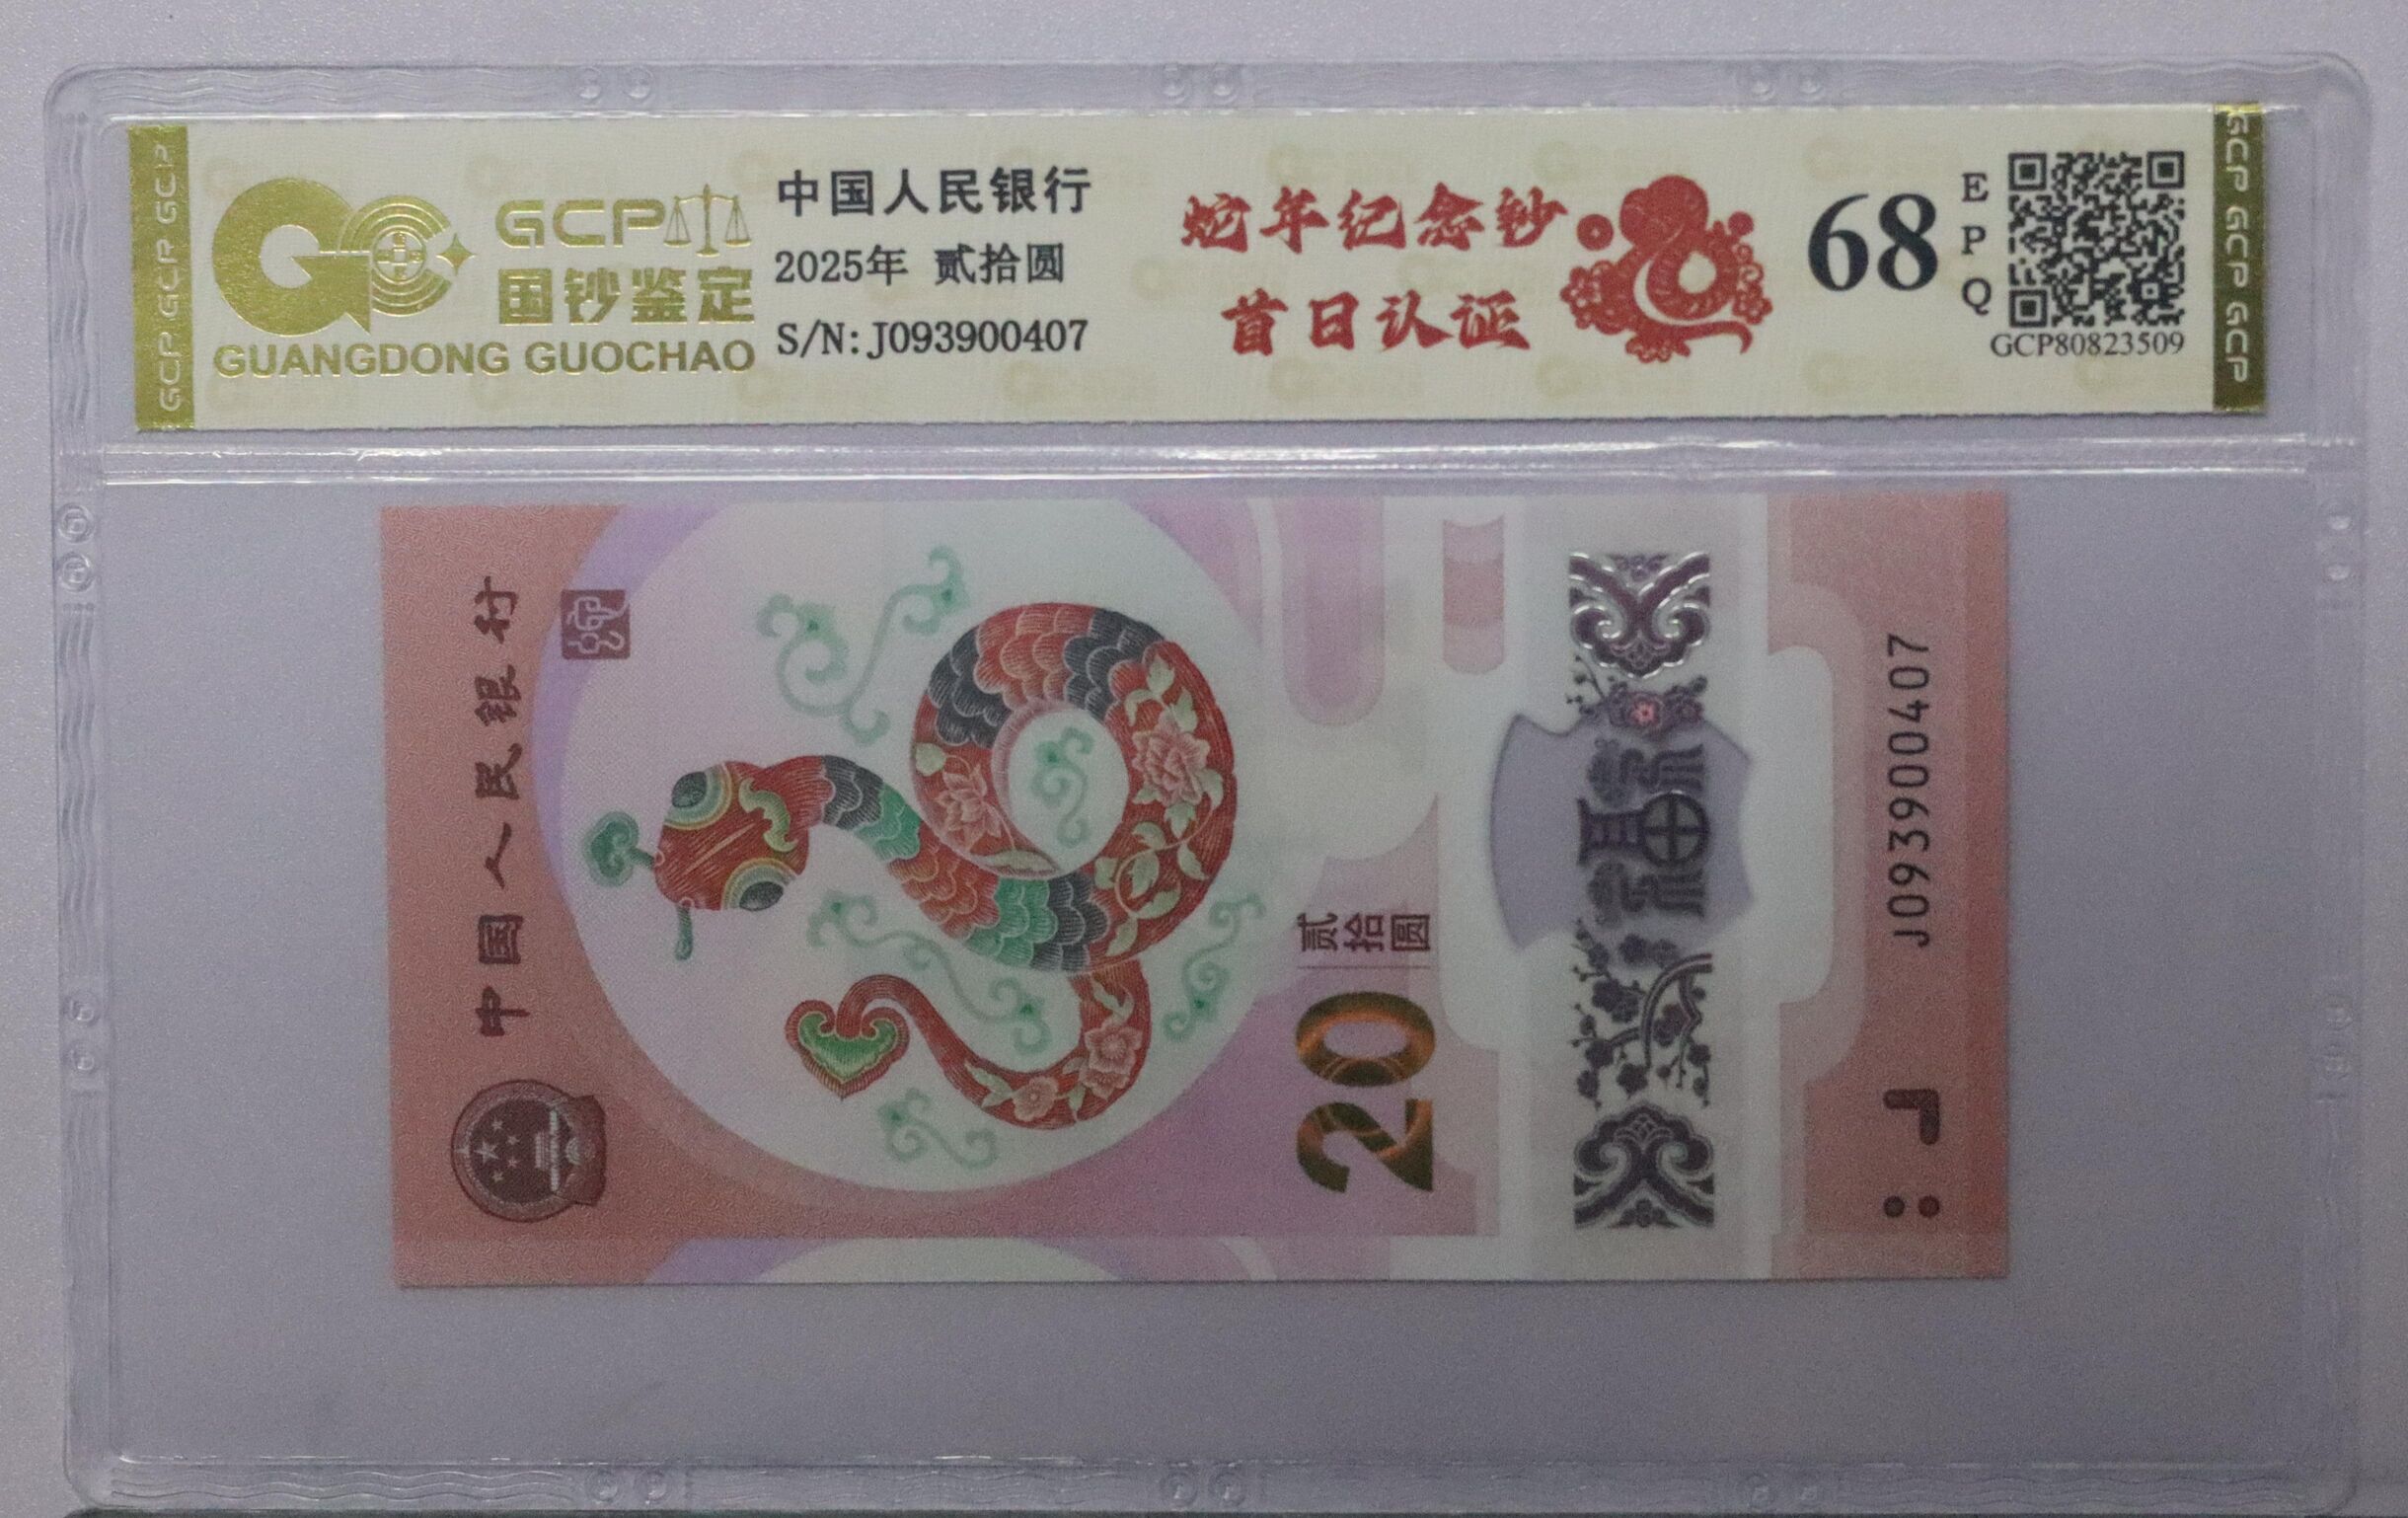 GCP GCP GCP
GCP
国钞鉴定
GUANGDONG GUOCHAO
中国人民银行
2025年 贰拾圆
S/N:J093900407
蛇年纪念钞
首日认证
68
EPQ
GCP80823509
GCP GCP GCP
中国人民银行
贰拾圆
20
福
J093900407